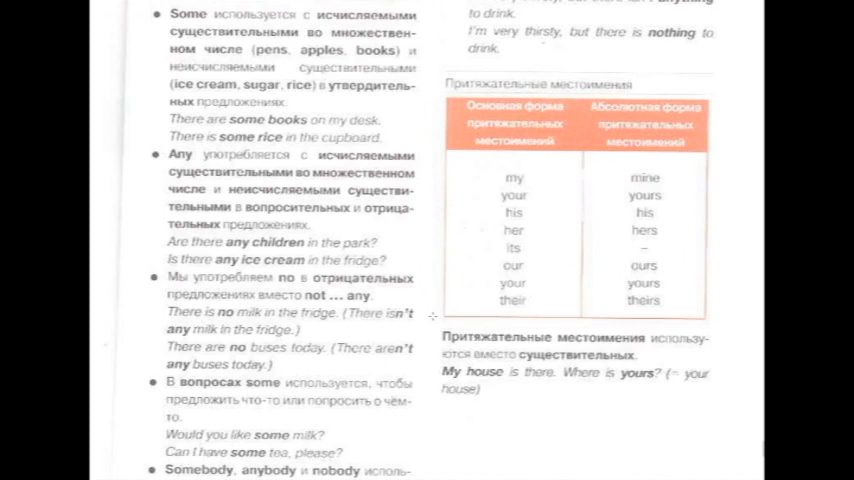 • Some используется с исчисляемыми
существительными во множествен-
ном числе (pens, apples, books) и
неисчисляемыми существительными
(ice cream, sugar, rice) в утвердитель-
ных предложениях.
There are some books on my desk.
There is some rice in the cupboard.
• Any употребляется с исчисляемыми
существительными во множественном
числе и неисчисляемыми существи-
тельными в вопросительных и отрица-
тельных предложениях.
Are there any children in the park?
Is there any ice cream in the fridge?
• Мы употребляем no в отрицательных
предложениях вместо not ... any.
There is no milk in the fridge. (There isn't
any milk in the fridge.)
There are no buses today. (There aren't
any buses today.)
• В вопросах some используется, чтобы
предложить что-то или попросить о чём-
то.
Would you like some milk?
Can I have some tea, please?
• Somebody, anybody и nobody исполь-
to drink.
I'm very thirsty, but there is nothing to
drink.
Притяжательные местоимения
Основная форма притяжательных местоимений
Абсолютная форма притяжательных местоимений
my mine
your yours
his his
her hers
its –
our ours
your yours
their theirs
Притяжательные местоимения использу-
ются вместо существительных.
My house is there. Where is yours? (= your
house)